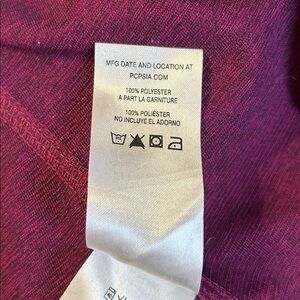 MFG DATE AND LOCATION AT
PCPSIA.COM
100% POLYESTER
A PART LA GARNITURE
100% POLIÉSTER
NO INCLUYE EL ADORNO